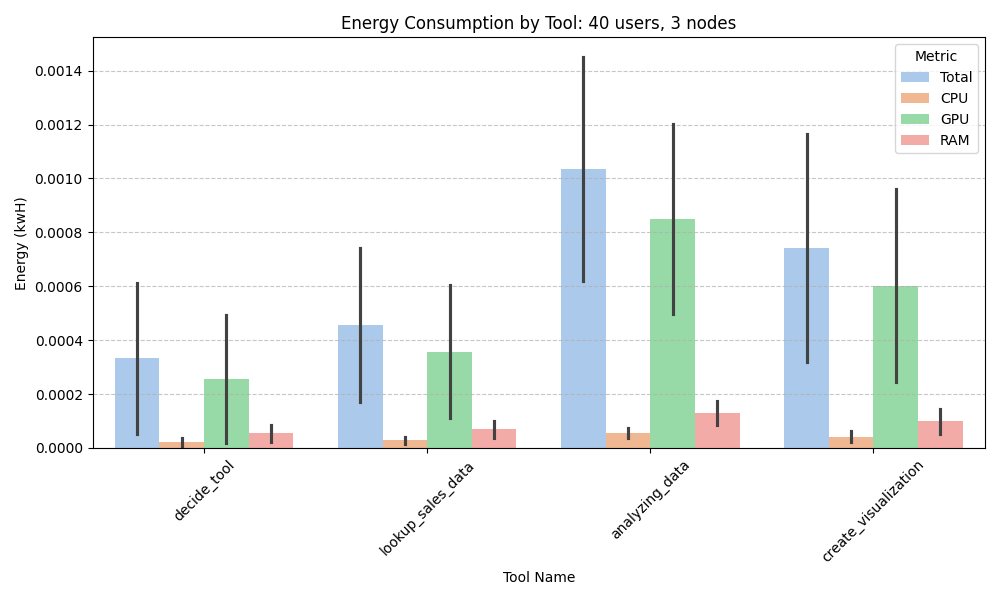 Energy Consumption by Tool: 40 users, 3 nodes
Energy (kwH)
0.0014
0.0012
0.0010
0.0008
0.0006
0.0004
0.0002
0.0000
Metric
Total
CPU
GPU
RAM
decide_tool
lookup_sales_data
analyzing_data
create_visualization
Tool Name